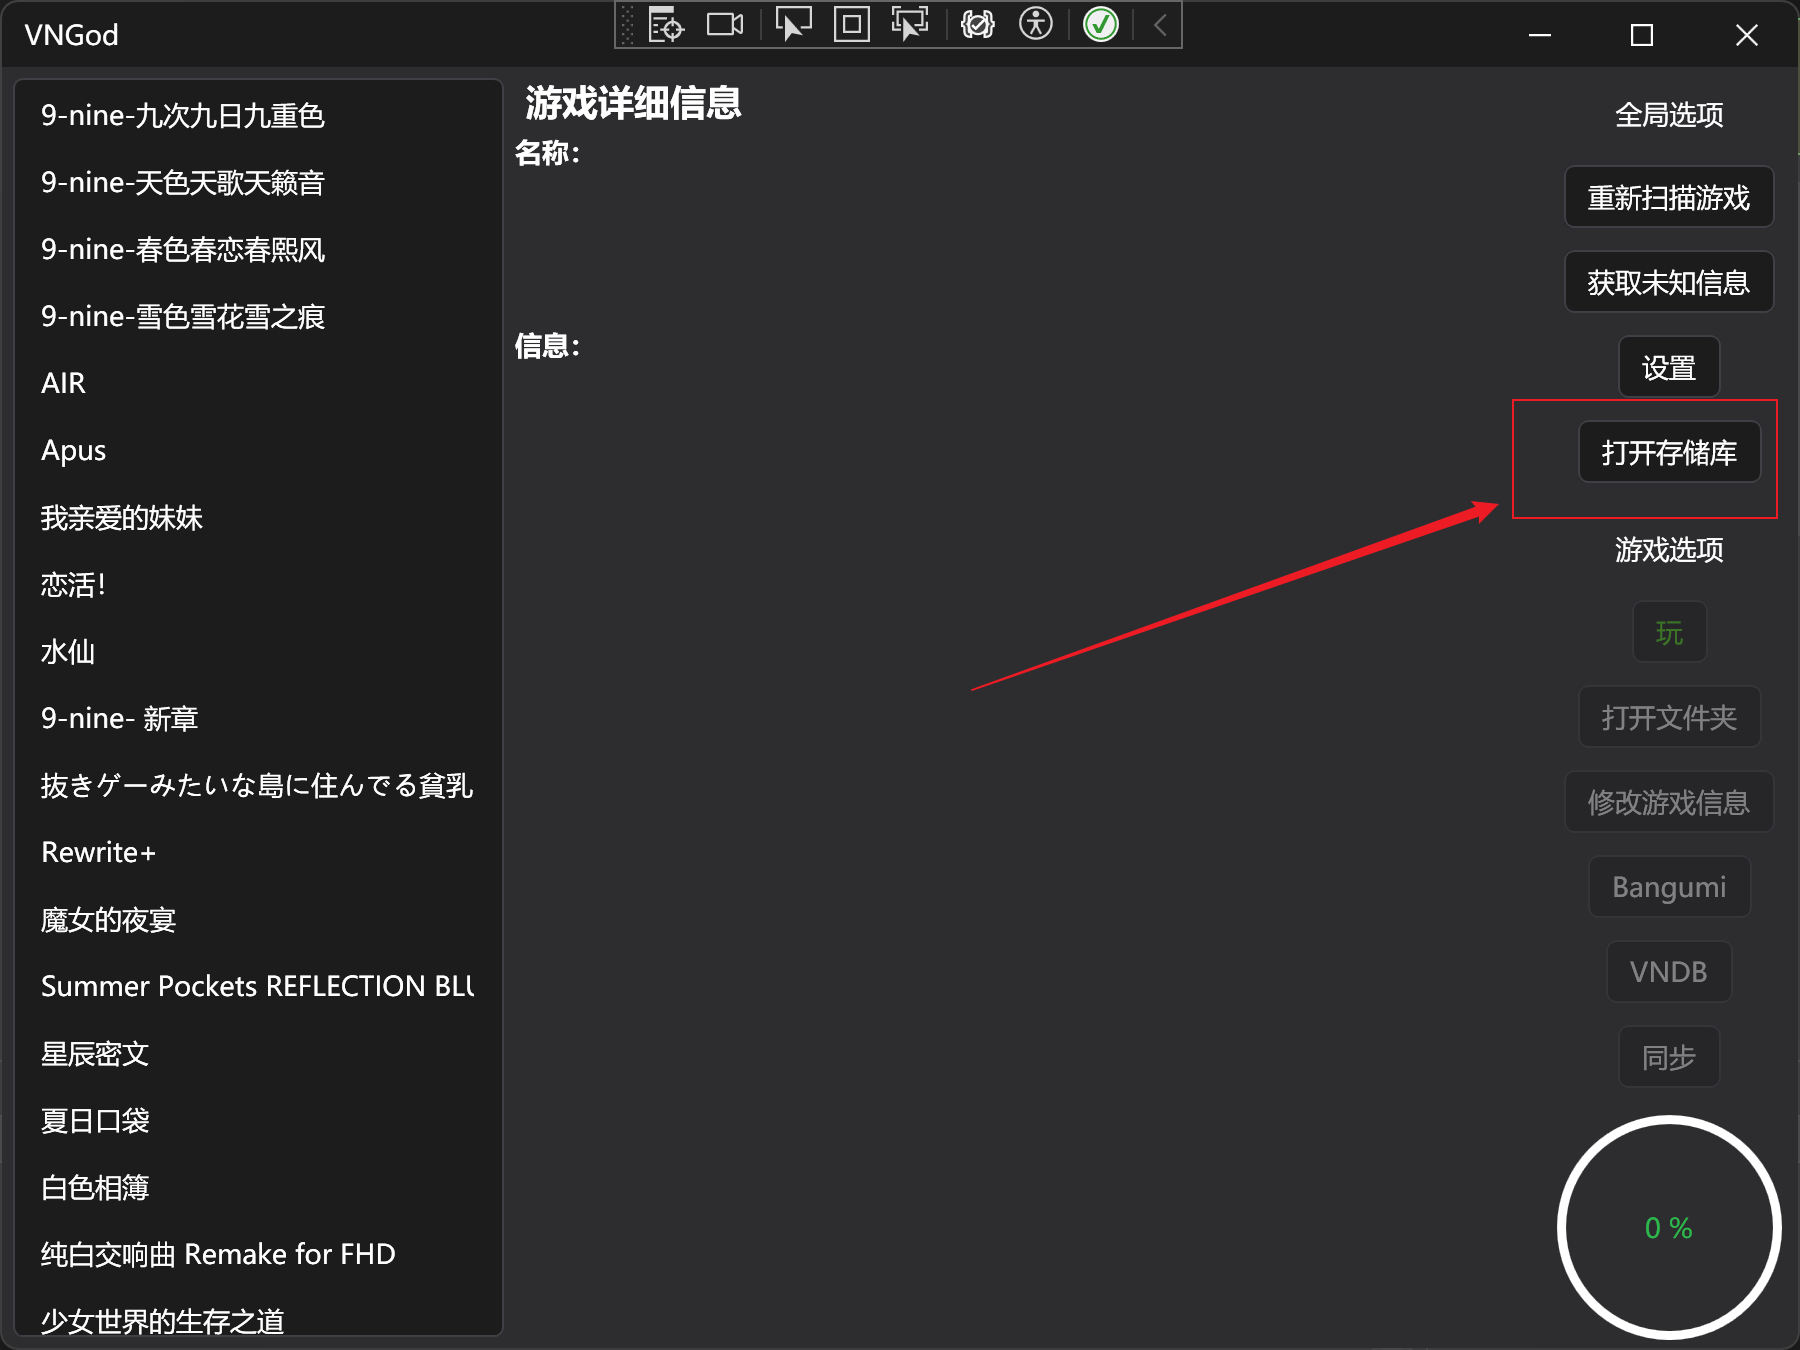 VNGod
9-nine-九次九日九重色
9-nine-天色天歌天籁音
9-nine-春色春恋春熙风
9-nine-雪色雪花雪之痕
AIR
Apus
我亲爱的妹妹
恋活！
水仙
9-nine- 新章
抜きゲーみたいな島に住んでる貧乳
Rewrite+
魔女的夜宴
Summer Pockets REFLECTION BLU
星辰密文
夏日口袋
白色相簿
纯白交响曲 Remake for FHD
少女世界的生存之道
游戏详细信息
名称：
信息：
全局选项
重新扫描游戏
获取未知信息
设置
打开存储库
游戏选项
玩
打开文件夹
修改游戏信息
Bangumi
VNDB
同步
0 %